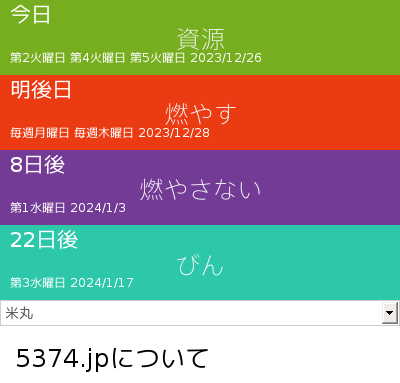 今日
資源
第2火曜日 第4火曜日 第5火曜日 2023/12/26
明後日
燃やす
毎週月曜日 毎週木曜日 2023/12/28
8日後
燃やさない
第1水曜日 2024/1/3
22日後
びん
第3水曜日 2024/1/17
米丸
5374.jpについて